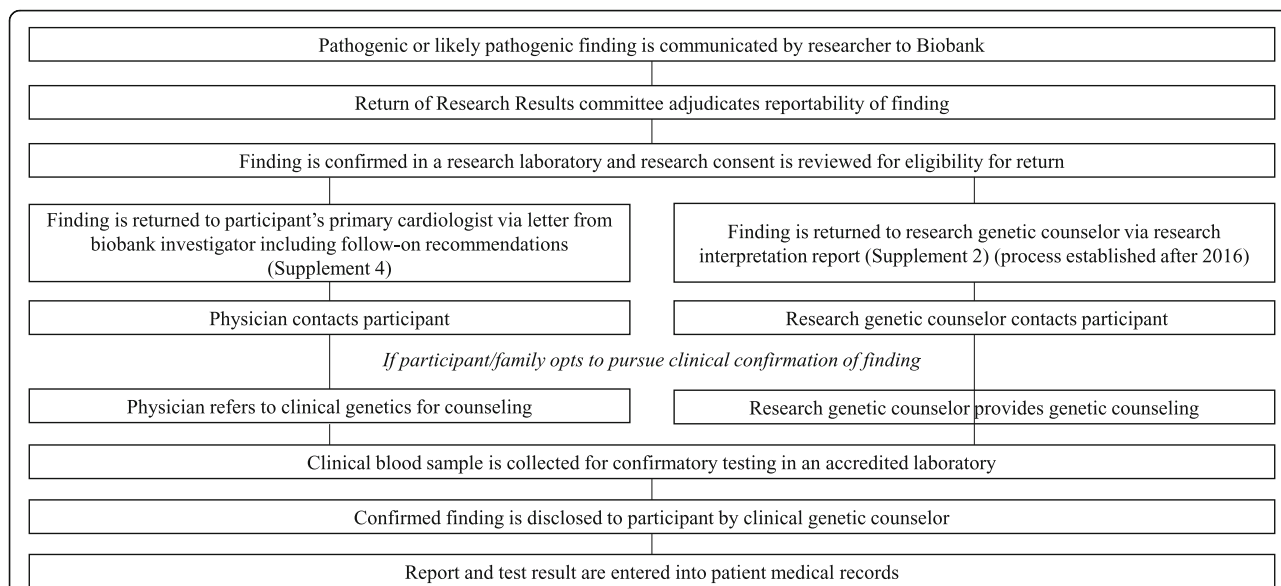 Pathogenic or likely pathogenic finding is communicated by researcher to Biobank
Return of Research Results committee adjudicates reportability of finding
Finding is confirmed in a research laboratory and research consent is reviewed for eligibility for return
Finding is returned to participant's primary cardiologist via letter from
biobank investigator including follow-on recommendations
(Supplement 4)
Finding is returned to research genetic counselor via research
interpretation report (Supplement 2) (process established after 2016)
Physician contacts participant
Research genetic counselor contacts participant
If participant/family opts to pursue clinical confirmation of finding
Physician refers to clinical genetics for counseling
Research genetic counselor provides genetic counseling
Clinical blood sample is collected for confirmatory testing in an accredited laboratory
Confirmed finding is disclosed to participant by clinical genetic counselor
Report and test result are entered into patient medical records